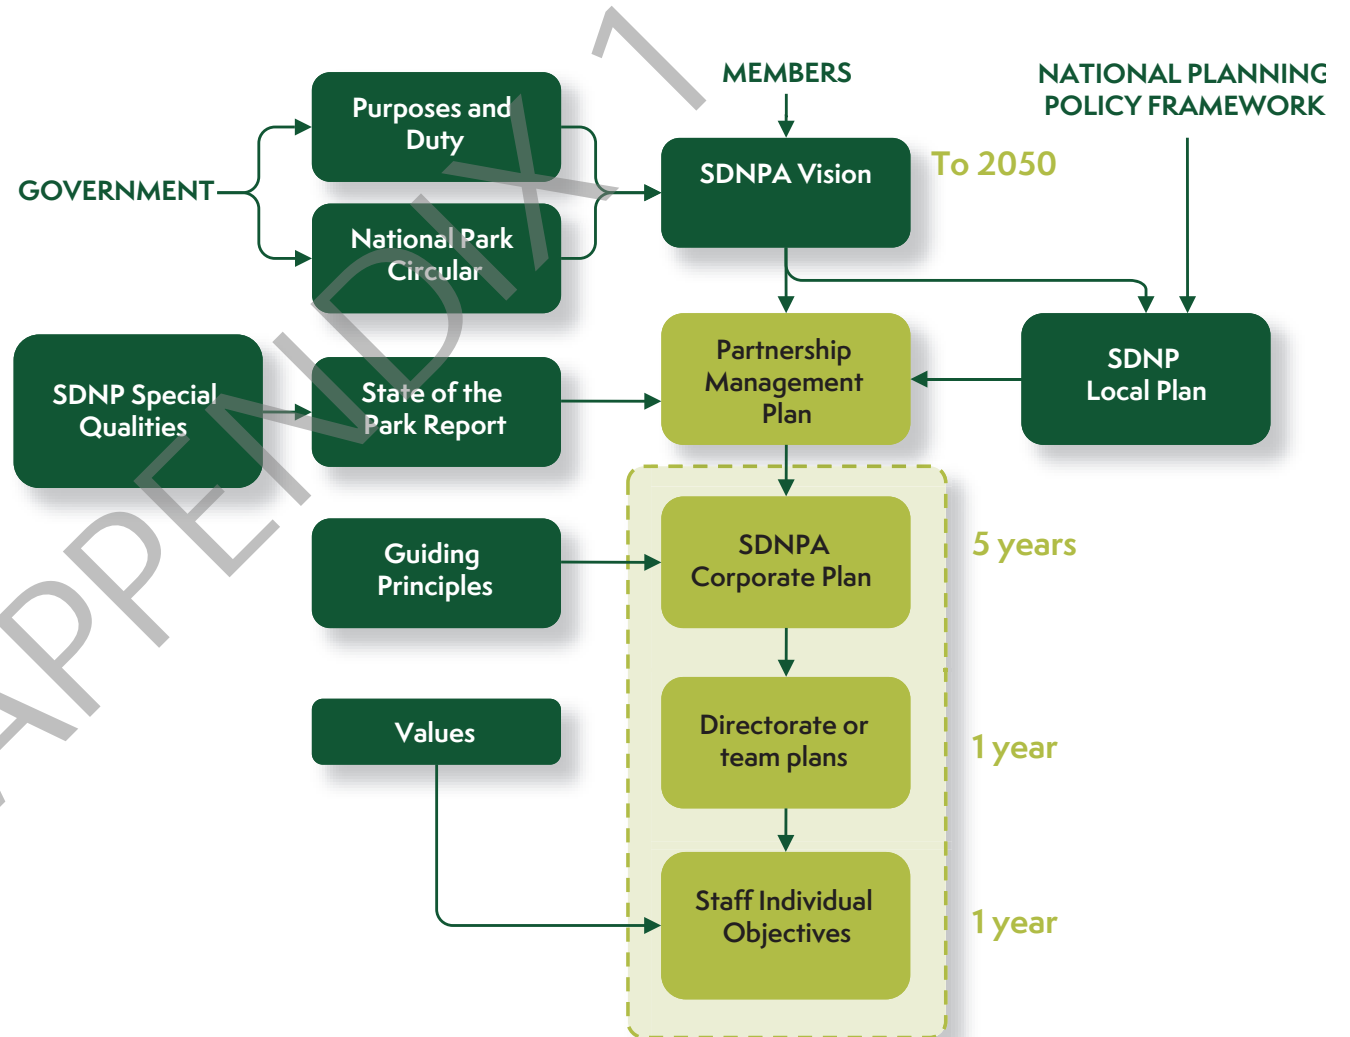 APPENDIX 1
MEMBERS
NATIONAL PLANNING
POLICY FRAMEWORK
Purposes and
Duty
SDNPA Vision
To 2050
GOVERNMENT
National Park
Circular
SDNP Special
Qualities
State of the
Park Report
Partnership
Management
Plan
SDNP
Local Plan
Guiding
Principles
SDNPA
Corporate Plan
5 years
Values
Directorate or
team plans
1 year
Staff Individual
Objectives
1 year